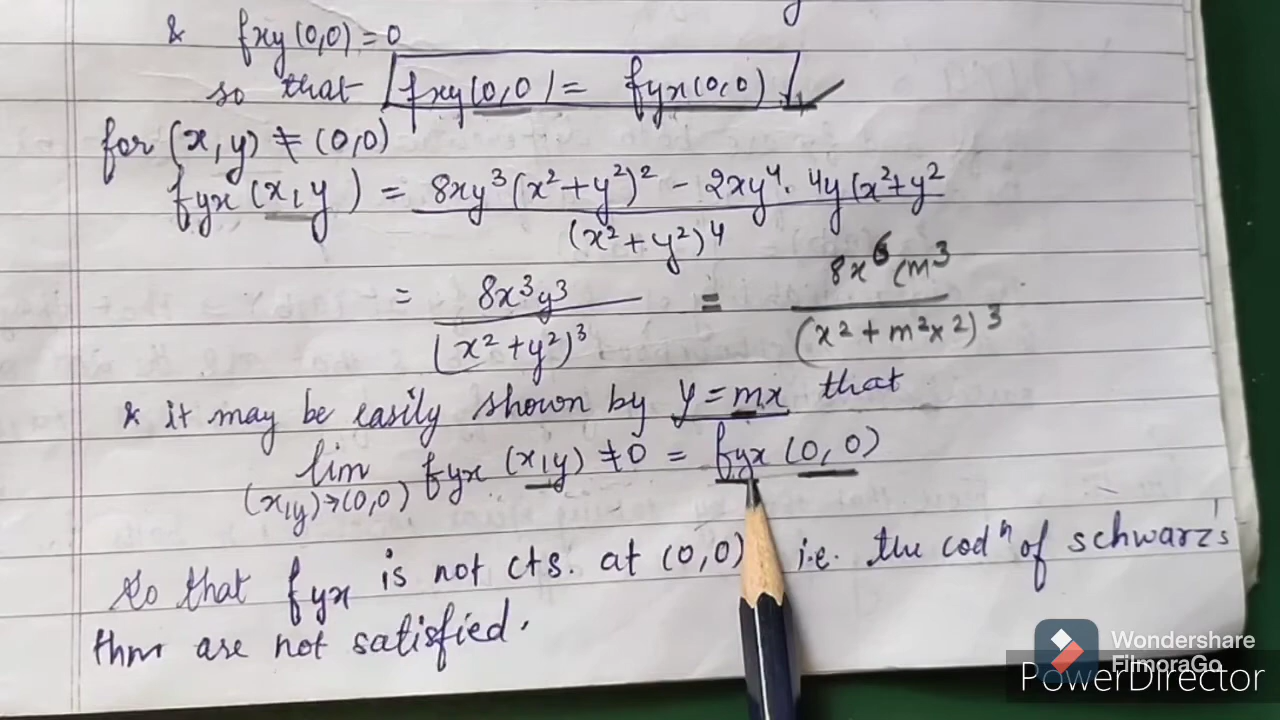 & fxy (0,0) = 0
so that fxy(0,0) = fyx(0,0)
for (x,y) ≠ (0,0)
fyx (x,y) = 8xy³(x²+y²)² - 2xy⁴. 4y(x²+y²
(x²+y²)⁴
= 8x³y³ = 8x⁶(m³
(x²+y²)³ (x²+m²x²)³
& it may be easily shown by y=mx that
lim fyx (x,y) ≠0 = fyx (0,0)
(x,y)→(0,0)
So that fyx is not cts. at (0,0) i.e. the codⁿ of schwarz's
thm are not satisfied.
Wondershare
FilmoraGo
PowerDirector